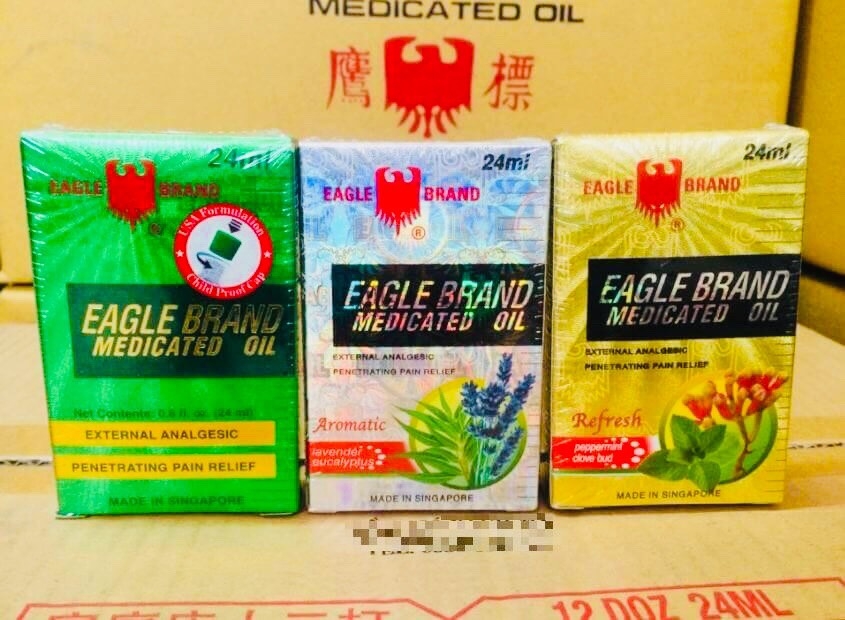 MEDICATED OIL
鷹 標
24ml
EAGLE BRAND
®
USA Formulation
Child Proof Cap
EAGLE BRAND
MEDICATED OIL
Net Contents: 0.8 fl. oz. (24 ml)
EXTERNAL ANALGESIC
PENETRATING PAIN RELIEF
MADE IN SINGAPORE
24ml
EAGLE BRAND
®
EAGLE BRAND
MEDICATED OIL
EXTERNAL ANALGESIC
PENETRATING PAIN RELIEF
Aromatic
lavender
eucalyptus
MADE IN SINGAPORE
24ml
EAGLE BRAND
®
EAGLE BRAND
MEDICATED OIL
EXTERNAL ANALGESIC
PENETRATING PAIN RELIEF
Refresh
peppermint
clove bud
MADE IN SINGAPORE
12 DOZ 24ML